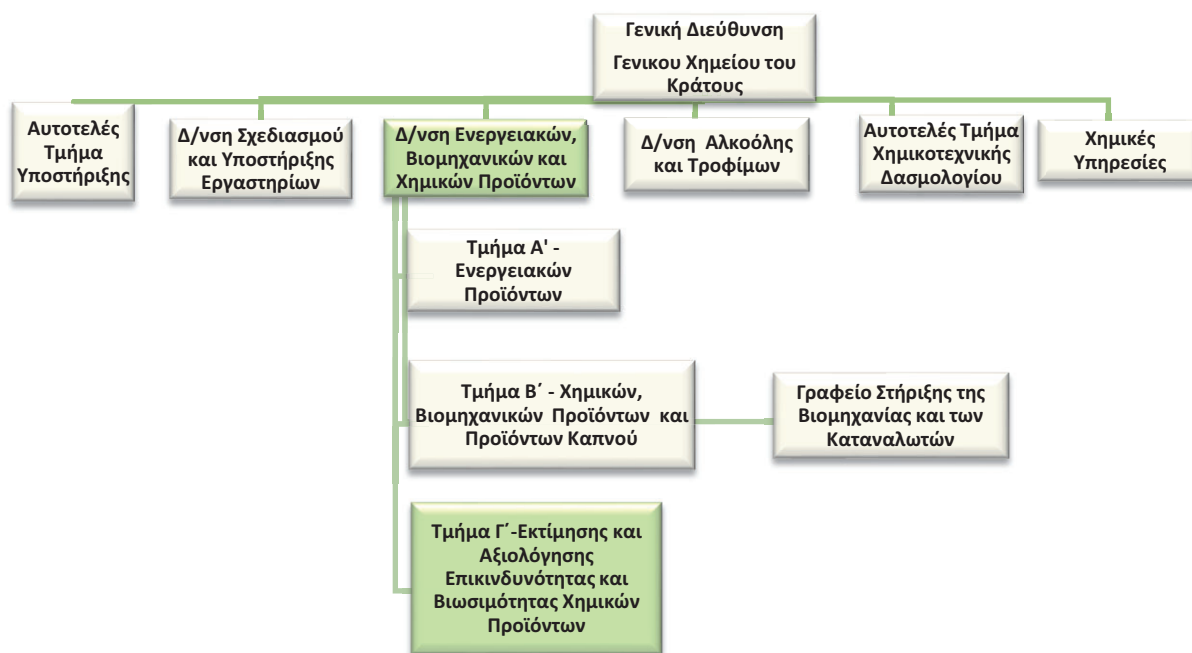 Γενική Διεύθυνση
Γενικου Χημείου του
Κράτους
Αυτοτελές
Τμήμα
Υποστήριξης
Δ/νση Σχεδιασμού
και Υποστήριξης
Εργαστηρίων
Δ/νση Ενεργειακών,
Βιομηχανικών και
Χημικών Προϊόντων
Δ/νση Αλκοόλης
και Τροφίμων
Αυτοτελές Τμήμα
Χημικοτεχνικής
Δασμολογίου
Χημικές
Υπηρεσίες
Τμήμα Α' -
Ενεργειακών
Προϊόντων
Τμήμα Β΄ - Χημικών,
Βιομηχανικών Προϊόντων και
Προϊόντων Καπνού
Γραφείο Στήριξης της
Βιομηχανίας και των
Καταναλωτών
Τμήμα Γ΄-Εκτίμησης και
Αξιολόγησης
Επικινδυνότητας και
Βιωσιμότητας Χημικών
Προϊόντων